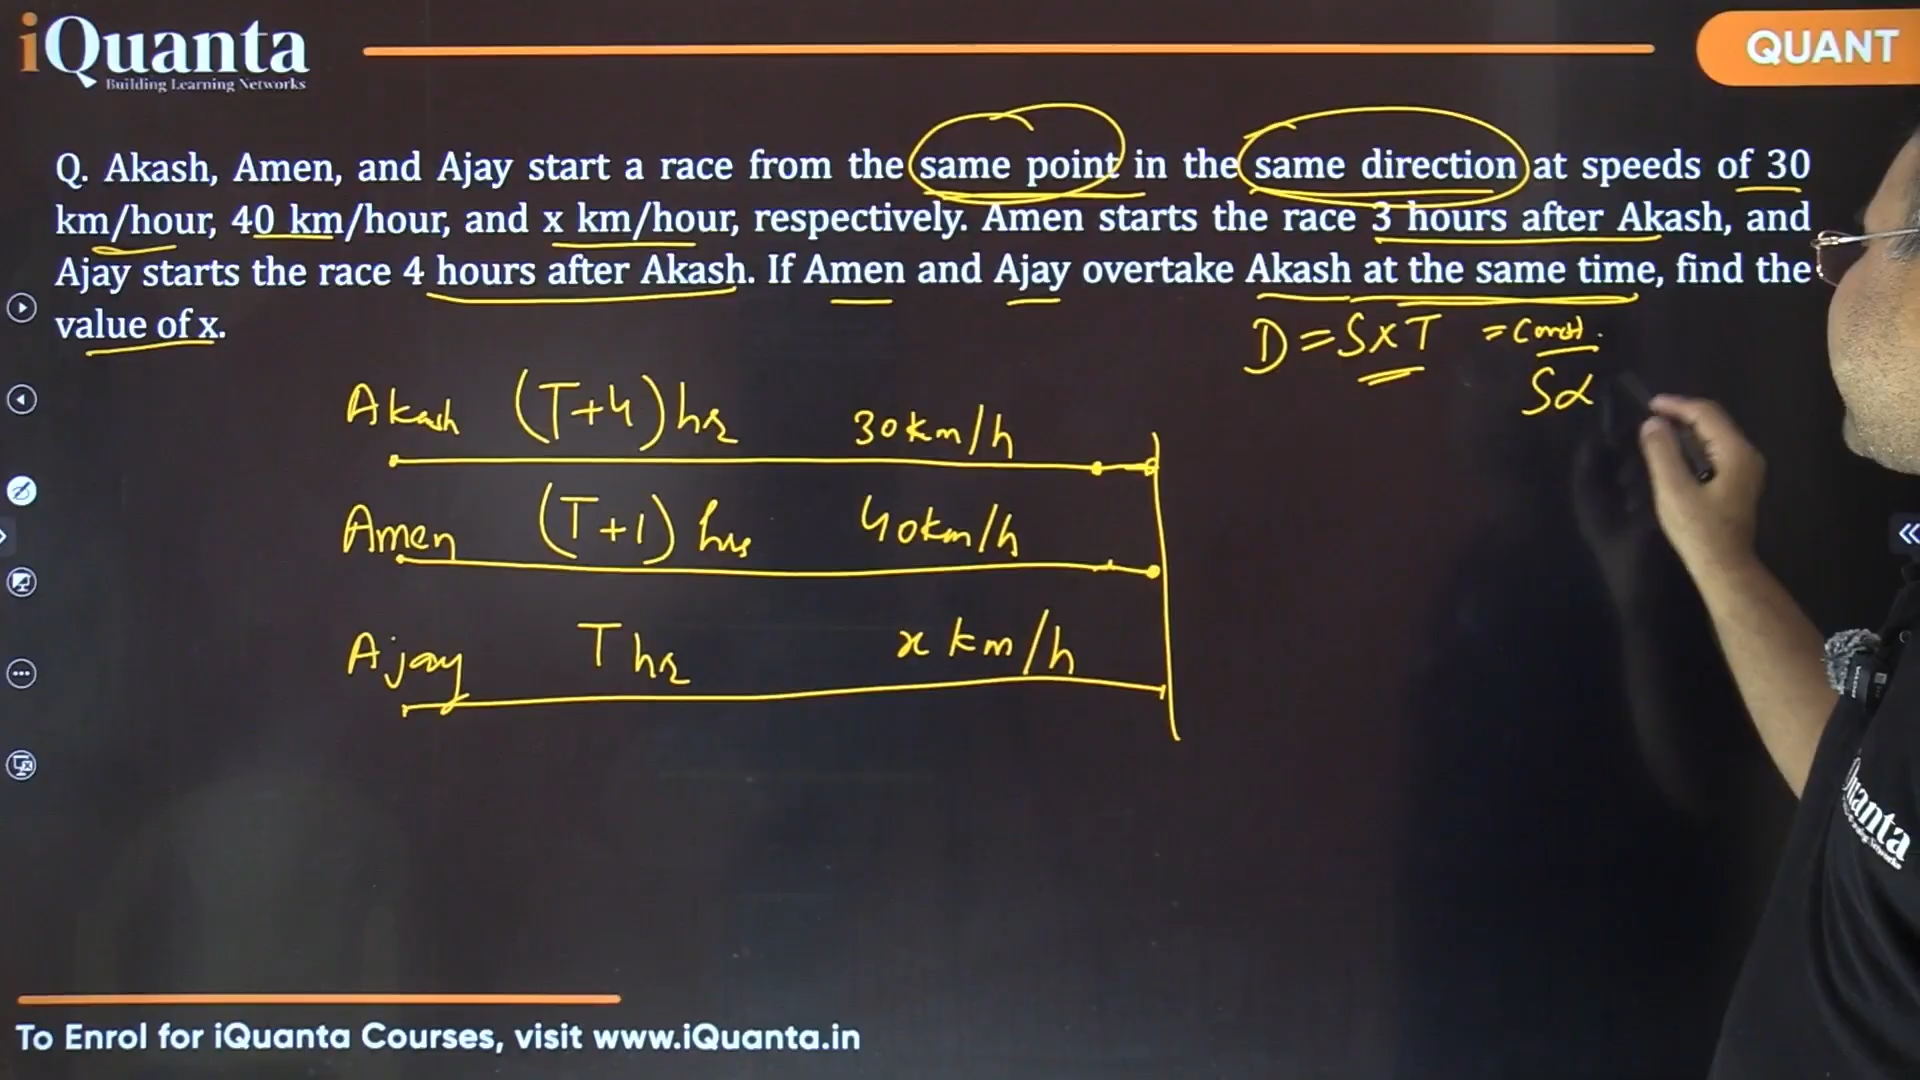 iQuanta
Building Learning Networks
QUANT
Q. Akash, Amen, and Ajay start a race from the same point in the same direction at speeds of 30
km/hour, 40 km/hour, and x km/hour, respectively. Amen starts the race 3 hours after Akash, and
Ajay starts the race 4 hours after Akash. If Amen and Ajay overtake Akash at the same time, find the
value of x.
D = S x T = Const.
S α
Akash (T+4) hr 30 km/h
Amen (T+1) hrs 40km/h
Ajay T hr x km/h
uanta
To Enrol for iQuanta Courses, visit www.iQuanta.in